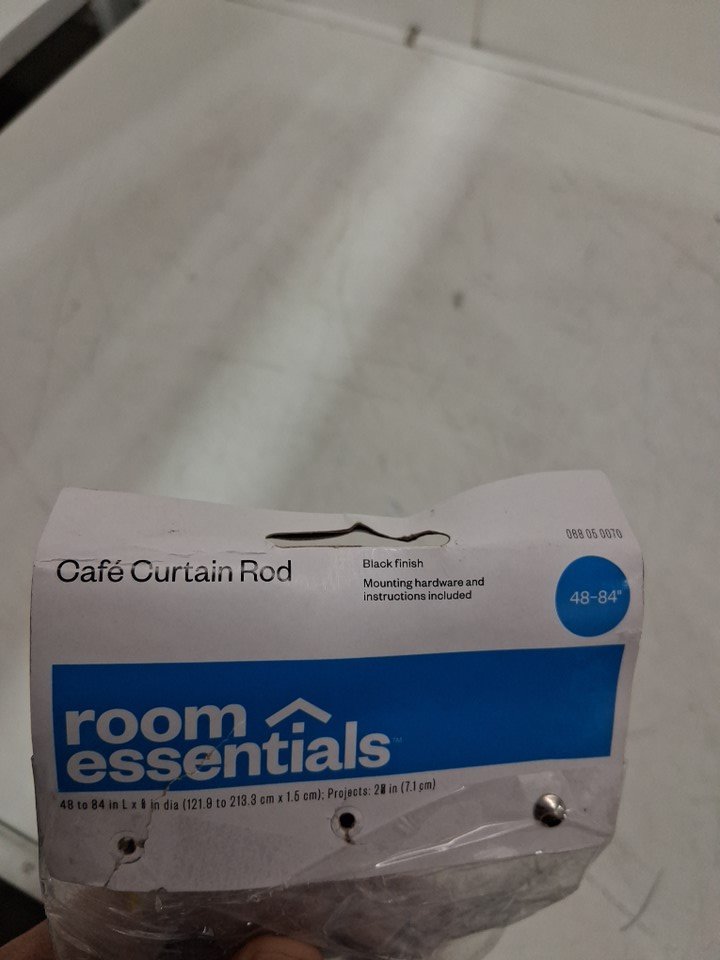 088 05 0070
Café Curtain Rod
Black finish
Mounting hardware and
instructions included
48-84"
room
essentials™
48 to 84 in L x in dia (121.9 to 213.3 cm x 1.5 cm); Projects: in (7.1 cm)